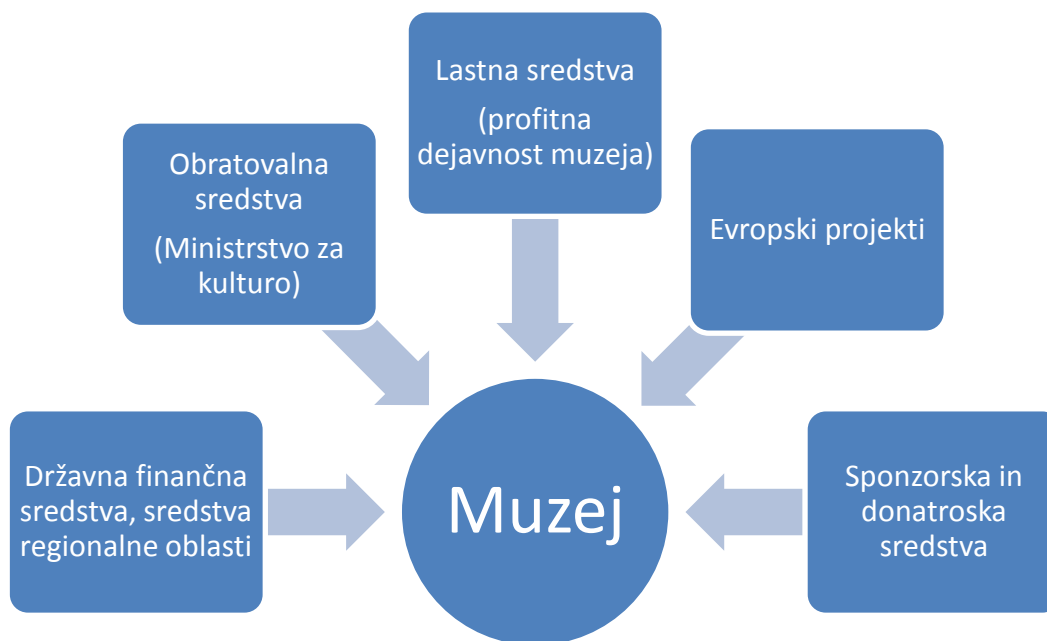 Lastna sredstva
(profitna
dejavnost muzeja)
Obratovalna
sredstva
(Ministrstvo za
kulturo)
Evropski projekti
Državna finančna
sredstva, sredstva
regionalne oblasti
Muzej
Sponzorska in
donatroska
sredstva